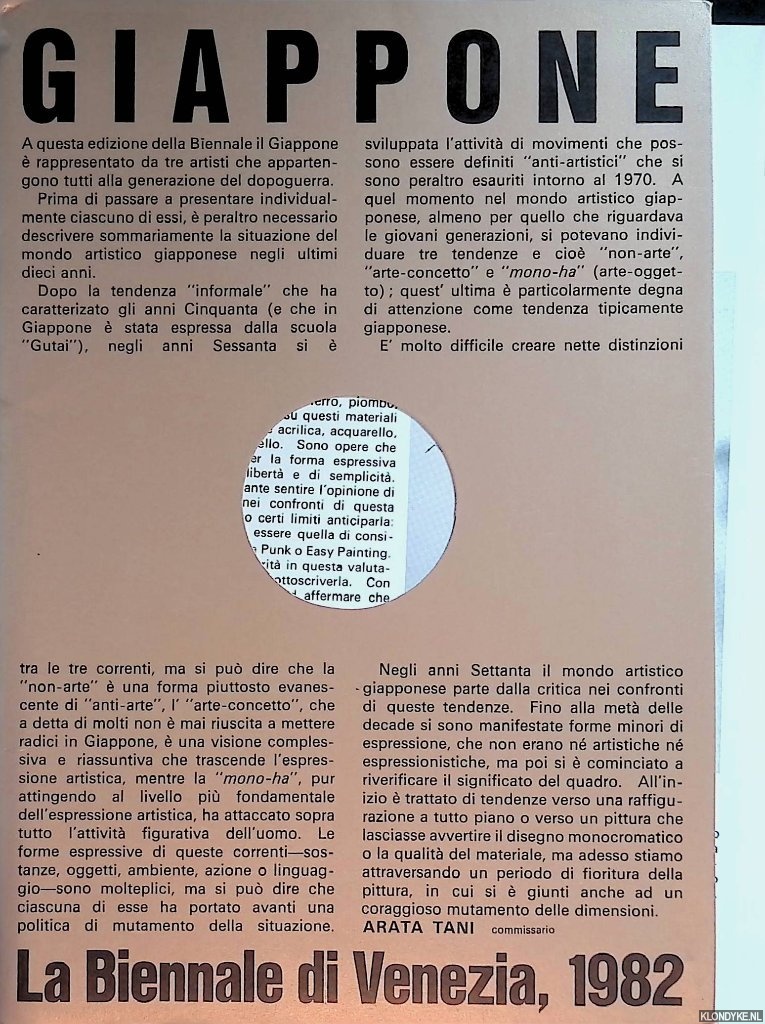 GIAPPONE
A questa edizione della Biennale il Giappone
è rappresentato da tre artisti che apparten-
gono tutti alla generazione del dopoguerra.
Prima di passare a presentare individual-
mente ciascuno di essi, è peraltro necessario
descrivere sommariamente la situazione del
mondo artistico giapponese negli ultimi
dieci anni.
Dopo la tendenza "informale" che ha
caratterizato gli anni Cinquanta (e che in
Giappone è stata espressa dalla scuola
"Gutai"), negli anni Sessanta si è
sviluppata l'attività di movimenti che pos-
sono essere definiti "anti-artistici" che si
sono peraltro esauriti intorno al 1970. A
quel momento nel mondo artistico giap-
ponese, almeno per quello che riguardava
le giovani generazioni, si potevano indivi-
duare tre tendenze e cioè "non-arte",
"arte-concetto" e "mono-ha" (arte-ogget-
to) ; quest' ultima è particolarmente degna
di attenzione come tendenza tipicamente
giapponese.
E' molto difficile creare nette distinzioni
ferro, piombo,
su questi materiali
acrilica, acquarello,
ello. Sono opere che
er la forma espressiva
libertà e di semplicità.
ante sentire l'opinione di
nei confronti di questa
o certi limiti anticiparla:
essere quella di consi-
Punk o Easy Painting.
rità in questa valuta-
ottoscriverla. Con
affermare che
tra le tre correnti, ma si può dire che la
"non-arte" è una forma piuttosto evanes-
cente di "anti-arte", l' "arte-concetto", che
a detta di molti non è mai riuscita a mettere
radici in Giappone, è una visione comples-
siva e riassuntiva che trascende l'espres-
sione artistica, mentre la "mono-ha", pur
attingendo al livello più fondamentale
dell'espressione artistica, ha attaccato sopra
tutto l'attività figurativa dell'uomo. Le
forme espressive di queste correnti—sos-
tanze, oggetti, ambiente, azione o linguag-
gio—sono molteplici, ma si può dire che
ciascuna di esse ha portato avanti una
politica di mutamento della situazione.
Negli anni Settanta il mondo artistico
giapponese parte dalla critica nei confronti
di queste tendenze. Fino alla metà delle
decade si sono manifestate forme minori di
espressione, che non erano né artistiche né
espressionistiche, ma poi si è cominciato a
riverificare il significato del quadro. All'in-
izio è trattato di tendenze verso una raffigu-
razione a tutto piano o verso un pittura che
lasciasse avvertire il disegno monocromatico
o la qualità del materiale, ma adesso stiamo
attraversando un periodo di fioritura della
pittura, in cui si è giunti anche ad un
coraggioso mutamento delle dimensioni.
ARATA TANI commissario
La Biennale di Venezia, 1982
KLONDYKE.NL